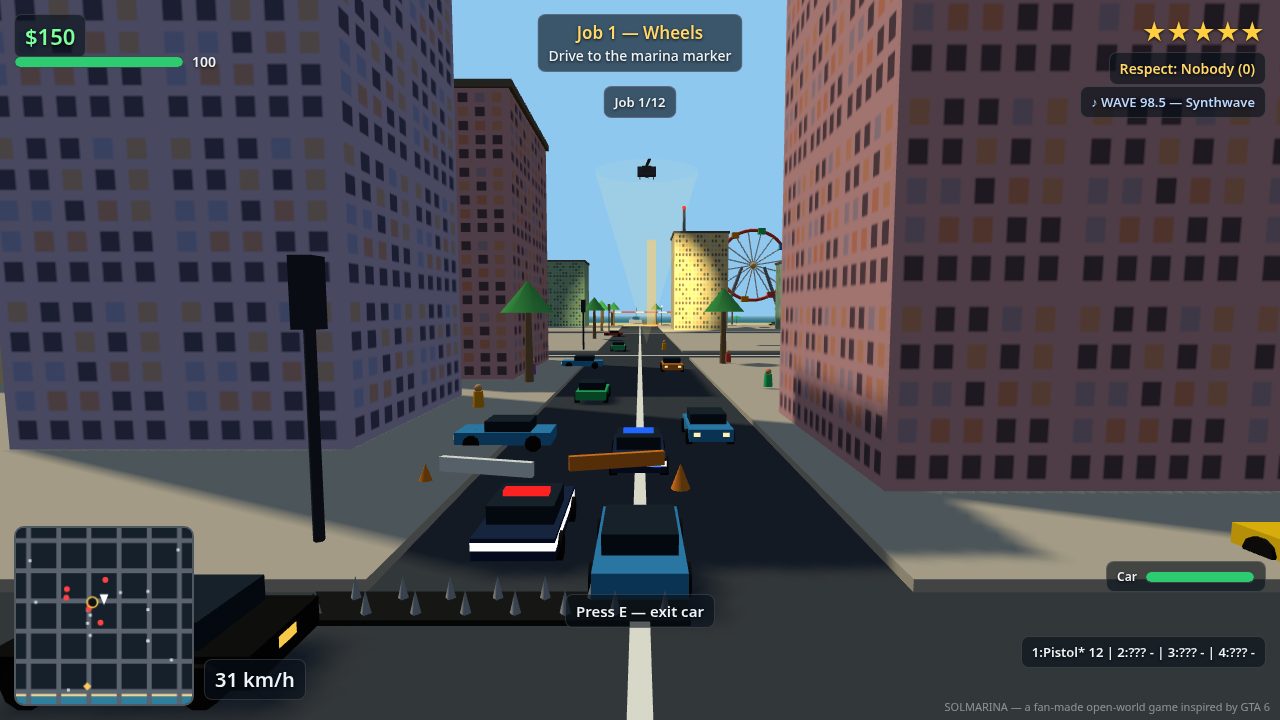 $150
100
Job 1 — Wheels
Drive to the marina marker
Job 1/12
Respect: Nobody (0)
♪ WAVE 98.5 — Synthwave
Car
Press E — exit car
31 km/h
1:Pistol* 12 | 2:??? - | 3:??? - | 4:??? -
SOLMARINA — a fan-made open-world game inspired by GTA 6